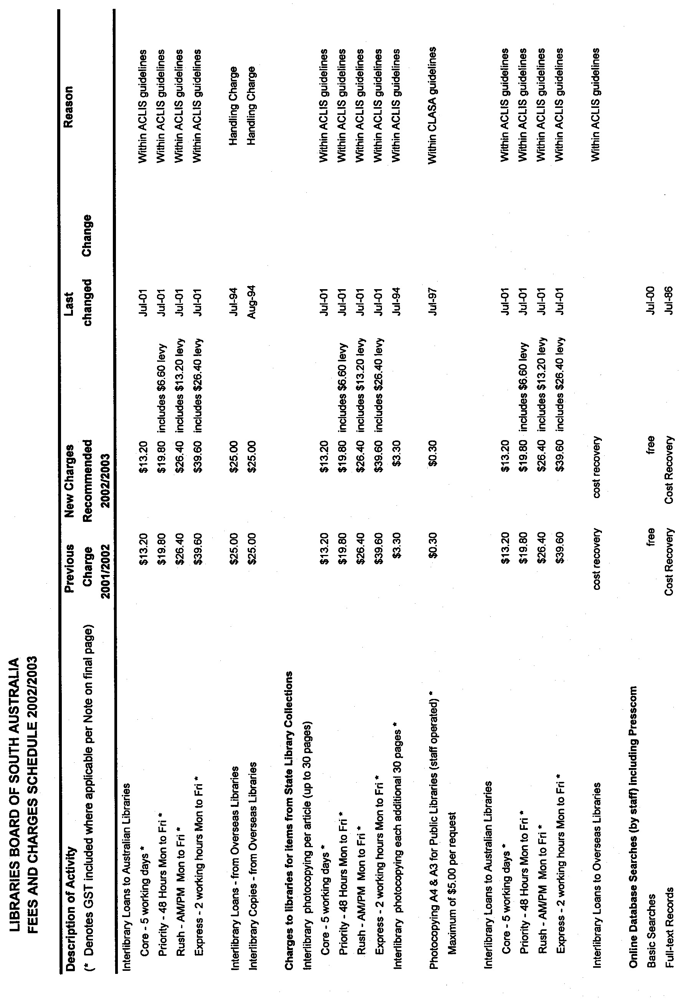 LIBRARIES BOARD OF SOUTH AUSTRALIA
FEES AND CHARGES SCHEDULE 2002/2003
Description of Activity Previous New Charges Last Reason
(* Denotes GST included where applicable per Note on final page) Charge Recommended changed Change
2001/2002 2002/2003
Interlibrary Loans to Australian Libraries
Core - 5 working days * $13.20 $13.20 Jul-01 Within ACLIS guidelines
Priority - 48 Hours Mon to Fri * $19.80 $19.80 includes $6.60 levy Jul-01 Within ACLIS guidelines
Rush - AM/PM Mon to Fri * $26.40 $26.40 includes $13.20 levy Jul-01 Within ACLIS guidelines
Express - 2 working hours Mon to Fri * $39.60 $39.60 includes $26.40 levy Jul-01 Within ACLIS guidelines
Interlibrary Loans - from Overseas Libraries $25.00 $25.00 Jul-94 Handling Charge
Interlibrary Copies - from Overseas Libraries $25.00 $25.00 Aug-94 Handling Charge
Charges to libraries for items from State Library Collections
Interlibrary photocopying per article (up to 30 pages)
Core - 5 working days * $13.20 $13.20 Jul-01 Within ACLIS guidelines
Priority - 48 Hours Mon to Fri * $19.80 $19.80 includes $6.60 levy Jul-01 Within ACLIS guidelines
Rush - AM/PM Mon to Fri * $26.40 $26.40 includes $13.20 levy Jul-01 Within ACLIS guidelines
Express - 2 working hours Mon to Fri * $39.60 $39.60 includes $26.40 levy Jul-01 Within ACLIS guidelines
Interlibrary photocopying each additional 30 pages * $3.30 $3.30 Jul-94 Within ACLIS guidelines
Photocopying A4 & A3 for Public Libraries (staff operated) * $0.30 $0.30 Jul-97 Within CLASA guidelines
Maximum of $5.00 per request
Interlibrary Loans to Australian Libraries
Core - 5 working days * $13.20 $13.20 Jul-01 Within ACLIS guidelines
Priority - 48 Hours Mon to Fri * $19.80 $19.80 includes $6.60 levy Jul-01 Within ACLIS guidelines
Rush - AM/PM Mon to Fri * $26.40 $26.40 includes $13.20 levy Jul-01 Within ACLIS guidelines
Express - 2 working hours Mon to Fri * $39.60 $39.60 includes $26.40 levy Jul-01 Within ACLIS guidelines
Interlibrary Loans to Overseas Libraries cost recovery cost recovery Within ACLIS guidelines
Online Database Searches (by staff) including Presscom
Basic Searches free free Jul-00
Full-text Records Cost Recovery Cost Recovery Jul-86